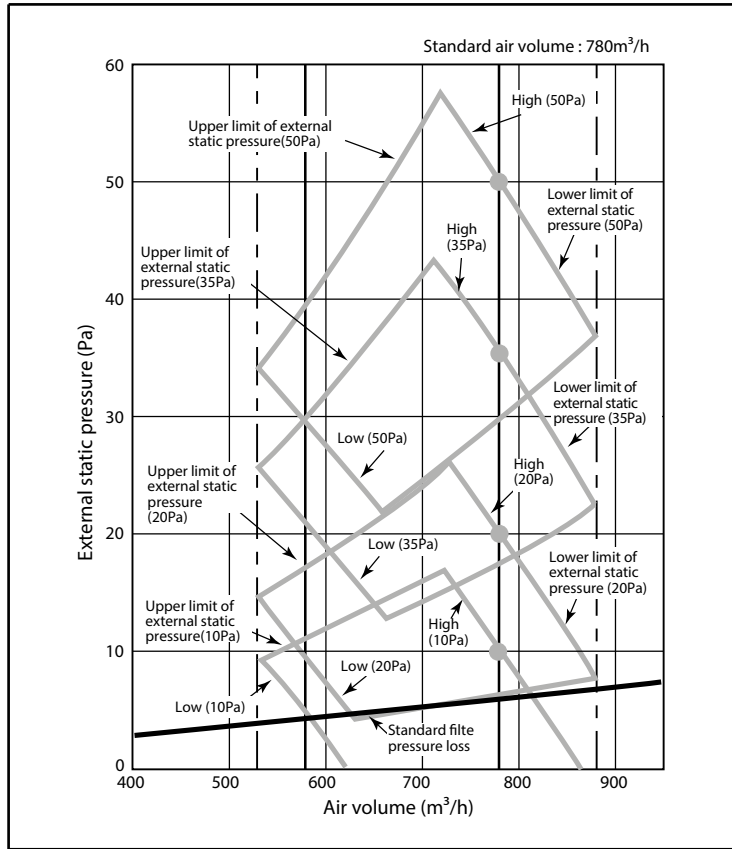 Standard air volume : 780m³/h
60
50
40
30
20
10
0
400
500
600
700
800
900
External static pressure (Pa)
Air volume (m³/h)
High (50Pa)
Upper limit of external
static pressure(50Pa)
Lower limit of
external static
pressure (50Pa)
High
(35Pa)
Upper limit of
external static
pressure(35Pa)
Lower limit of
external static
pressure (35Pa)
Low (50Pa)
High
(20Pa)
Upper limit of
external static
pressure
(20Pa)
Low (35Pa)
Lower limit of
external static
pressure (20Pa)
Upper limit of
external static
pressure(10Pa)
High
(10Pa)
Low (20Pa)
Low (10Pa)
Standard filte
pressure loss